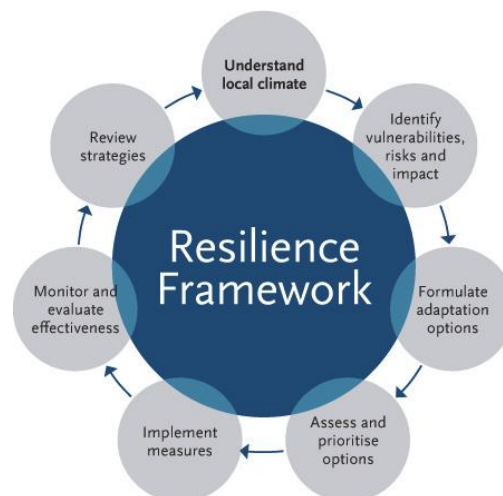 Understand
local climate
Identify
vulnerabilities,
risks and
impact
Formulate
adaptation
options
Assess and
prioritise
options
Implement
measures
Monitor and
evaluate
effectiveness
Review
strategies
Resilience
Framework